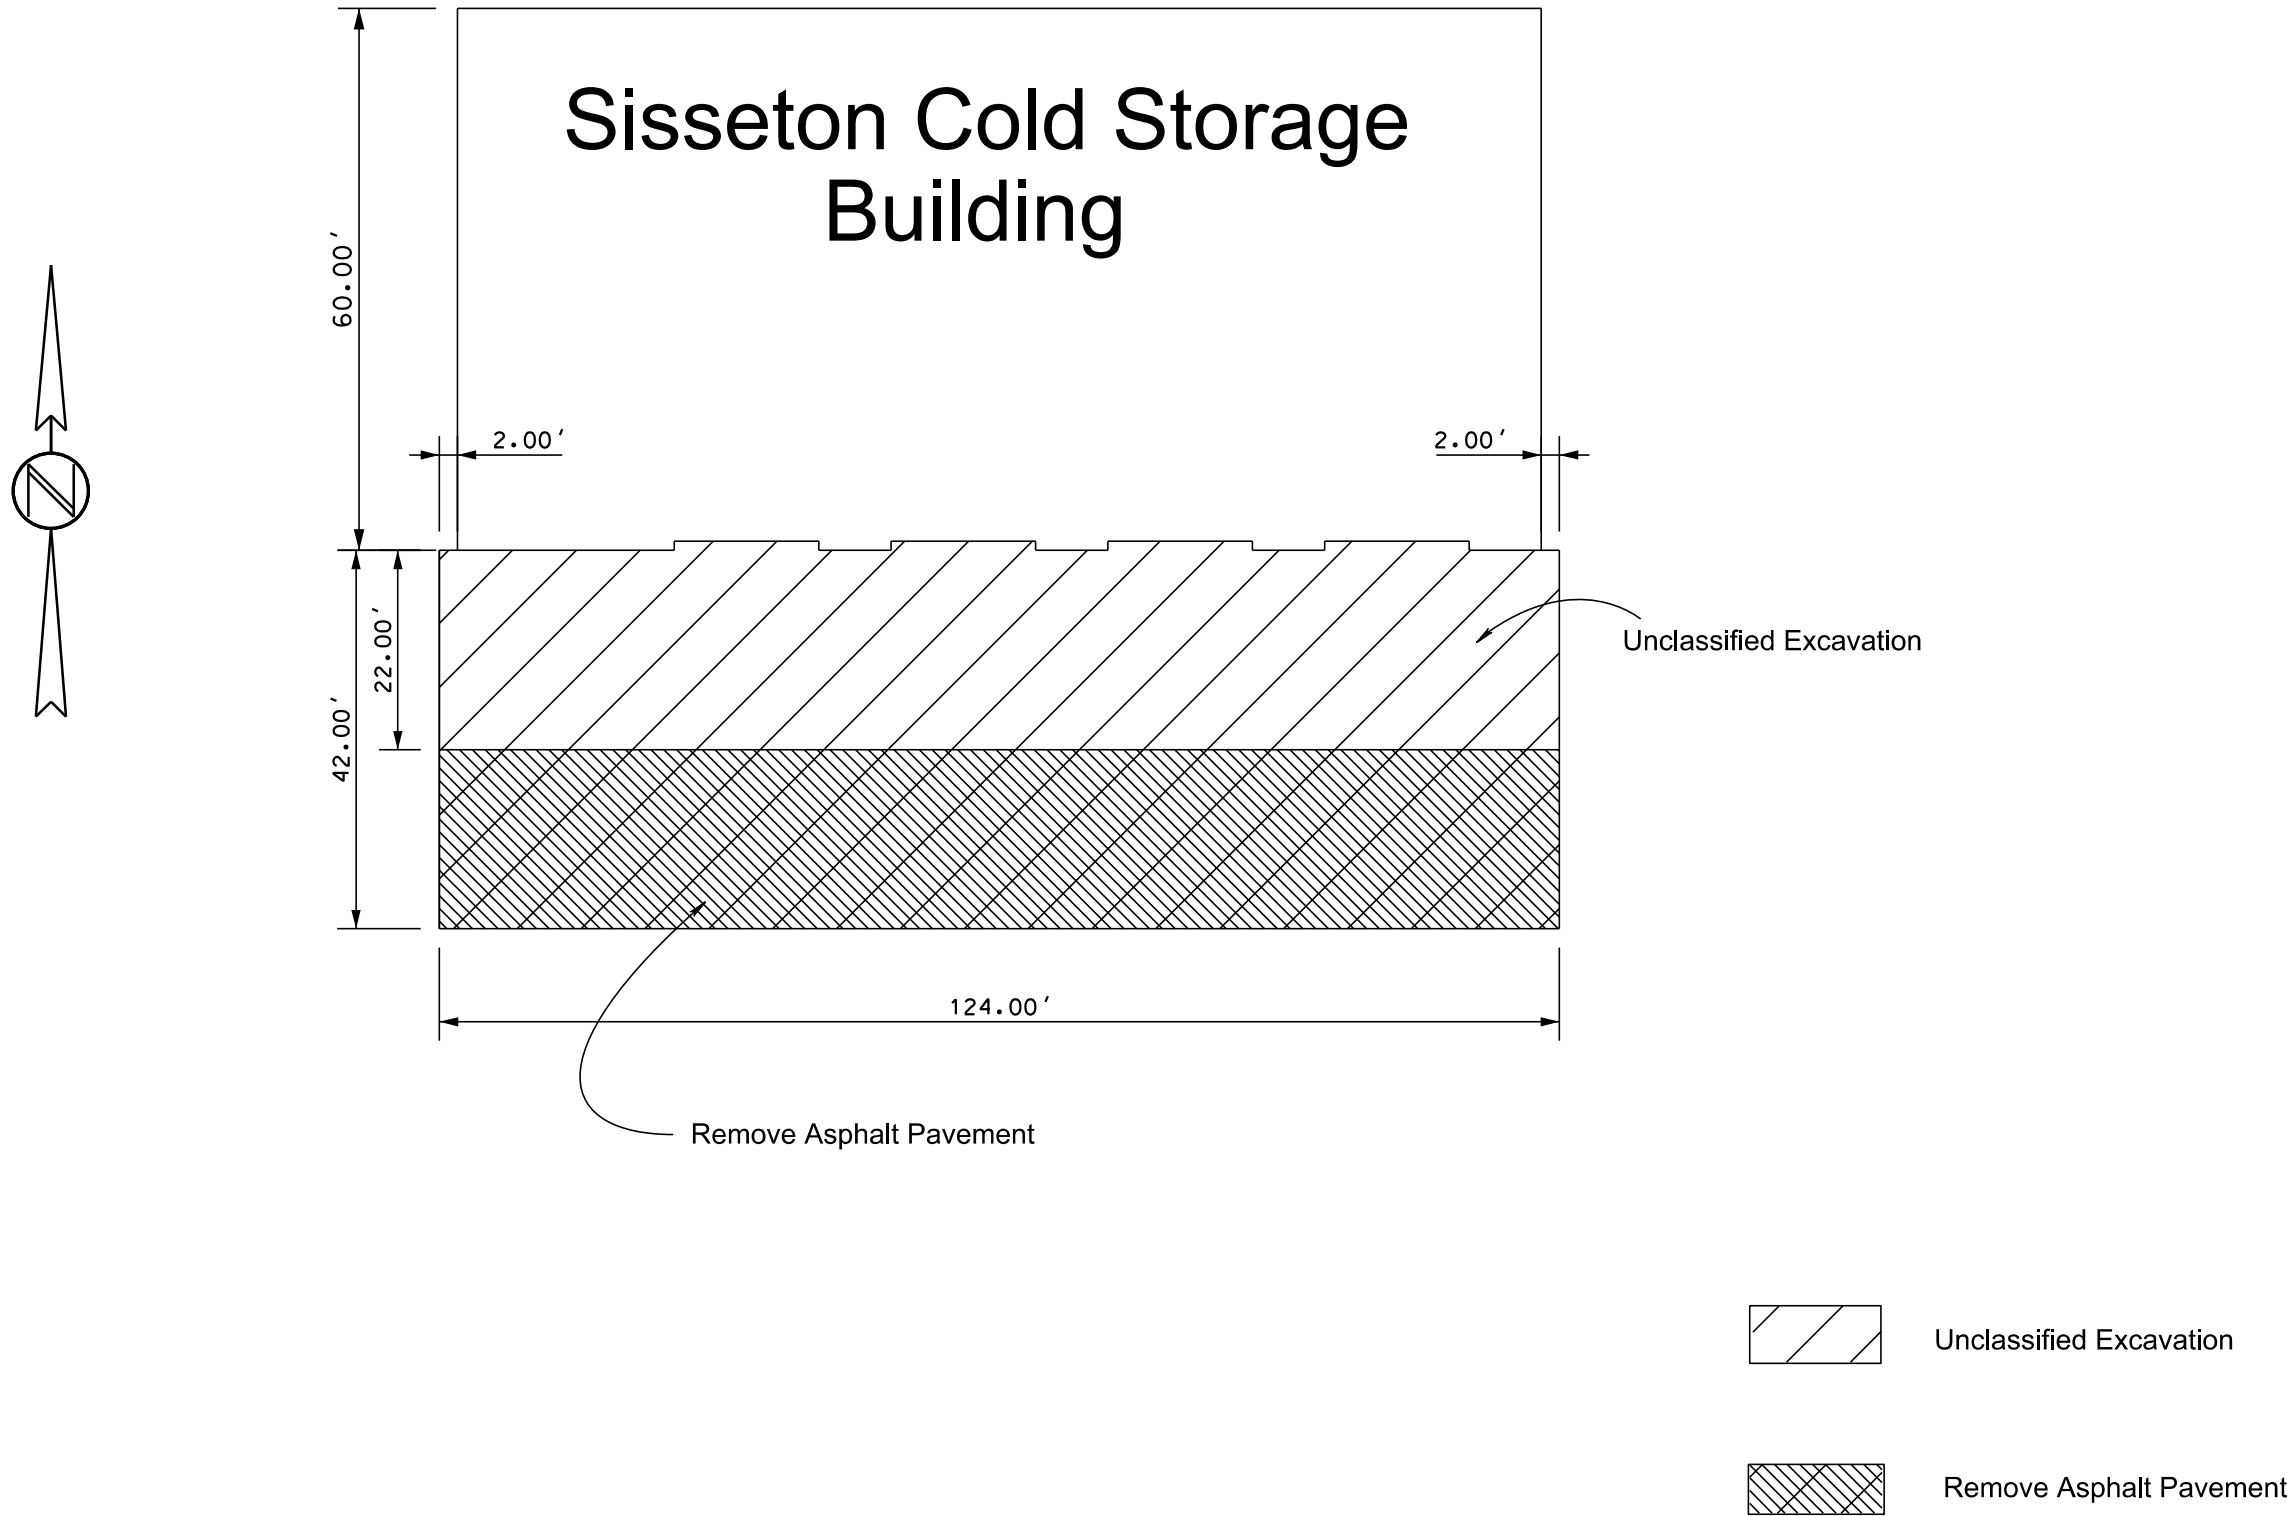 Sisseton Cold Storage
Building
60.00'
2.00'
2.00'
N
22.00'
42.00'
Unclassified Excavation
124.00'
Remove Asphalt Pavement
Unclassified Excavation
Remove Asphalt Pavement